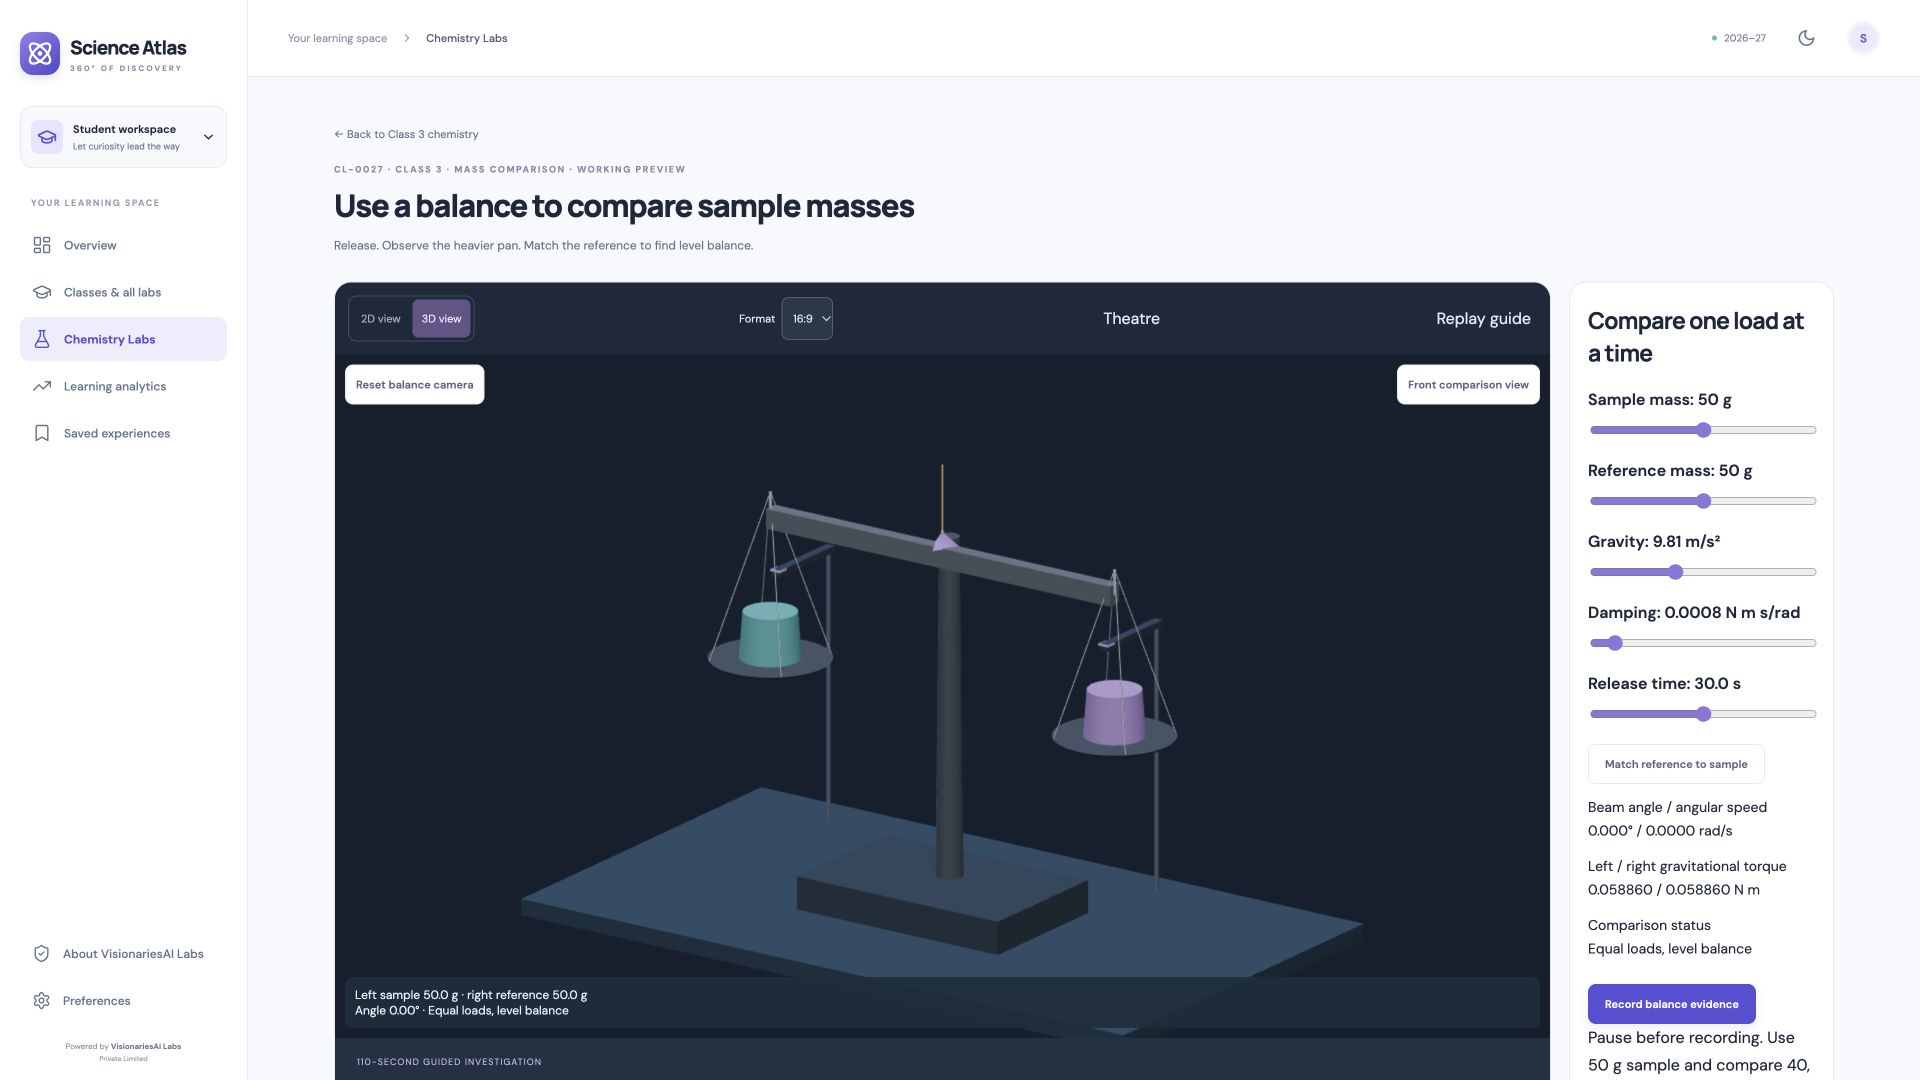 Science Atlas
360° OF DISCOVERY
Student workspace
Let curiosity lead the way
YOUR LEARNING SPACE
Overview
Classes & all labs
Chemistry Labs
Learning analytics
Saved experiences
About VisionariesAI Labs
Preferences
Powered by VisionariesAI Labs
Private Limited
Your learning space
Chemistry Labs
2026–27
S
← Back to Class 3 chemistry
CL-0027 · CLASS 3 · MASS COMPARISON · WORKING PREVIEW
Use a balance to compare sample masses
Release. Observe the heavier pan. Match the reference to find level balance.
2D view
3D view
Format
16:9
Theatre
Replay guide
Reset balance camera
Front comparison view
Left sample 50.0 g · right reference 50.0 g
Angle 0.00° · Equal loads, level balance
110-SECOND GUIDED INVESTIGATION
Compare one load at
a time
Sample mass: 50 g
Reference mass: 50 g
Gravity: 9.81 m/s²
Damping: 0.0008 N m s/rad
Release time: 30.0 s
Match reference to sample
Beam angle / angular speed
0.000° / 0.0000 rad/s
Left / right gravitational torque
0.058860 / 0.058860 N m
Comparison status
Equal loads, level balance
Record balance evidence
Pause before recording. Use
50 g sample and compare 40,